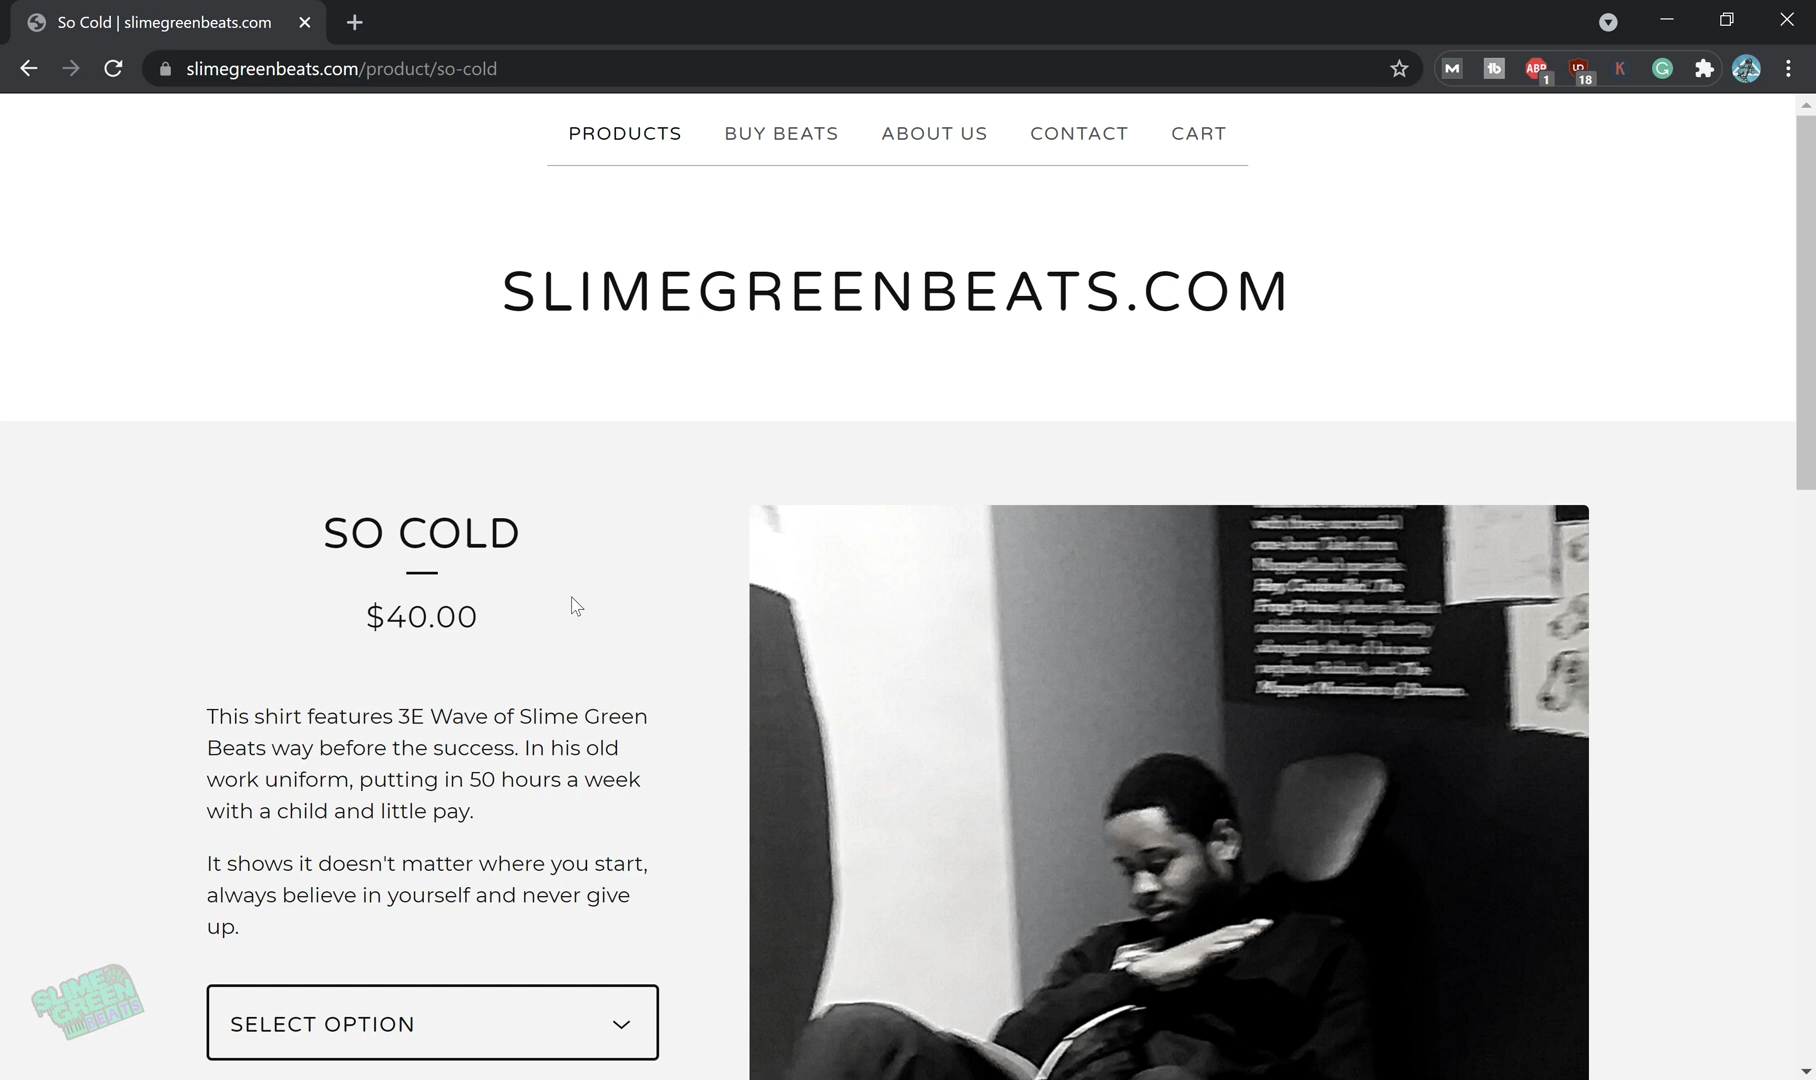 So Cold | slimegreenbeats.com
slimegreenbeats.com/product/so-cold
ABP
1
18
K
G
PRODUCTS
BUY BEATS
ABOUT US
CONTACT
CART
SLIMEGREENBEATS.COM
SO COLD
$40.00
This shirt features 3E Wave of Slime Green
Beats way before the success. In his old
work uniform, putting in 50 hours a week
with a child and little pay.
It shows it doesn't matter where you start,
always believe in yourself and never give
up.
SELECT OPTION
SLIME
GREEN
BEATS